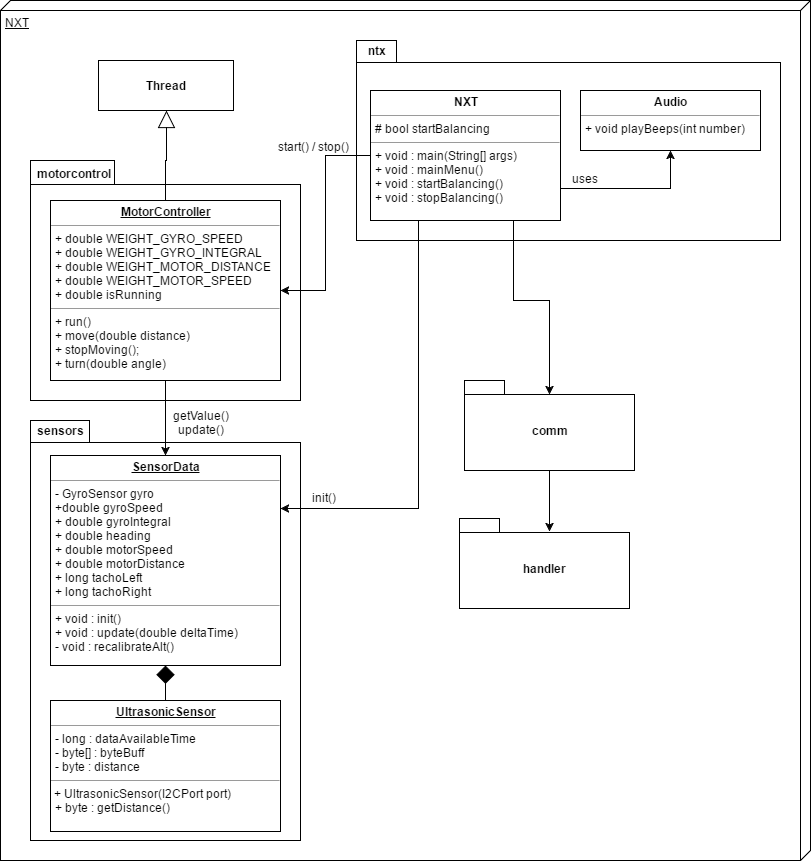 NXT
ntx
Thread
NXT
# bool startBalancing
+ void : main(String[] args)
+ void : mainMenu()
+ void : startBalancing()
+ void : stopBalancing()
Audio
+ void playBeeps(int number)
start() / stop()
uses
motorcontrol
MotorController
+ double WEIGHT_GYRO_SPEED
+ double WEIGHT_GYRO_INTEGRAL
+ double WEIGHT_MOTOR_DISTANCE
+ double WEIGHT_MOTOR_SPEED
+ double isRunning
+ run()
+ move(double distance)
+ stopMoving();
+ turn(double angle)
getValue()
update()
sensors
SensorData
- GyroSensor gyro
+double gyroSpeed
+ double gyroIntegral
+ double heading
+ double motorSpeed
+ double motorDistance
+ long tachoLeft
+ long tachoRight
+ void : init()
+ void : update(double deltaTime)
- void : recalibrateAlt()
init()
comm
handler
UltrasonicSensor
- long : dataAvailableTime
- byte[] : byteBuff
- byte : distance
+ UltrasonicSensor(I2CPort port)
+ byte : getDistance()